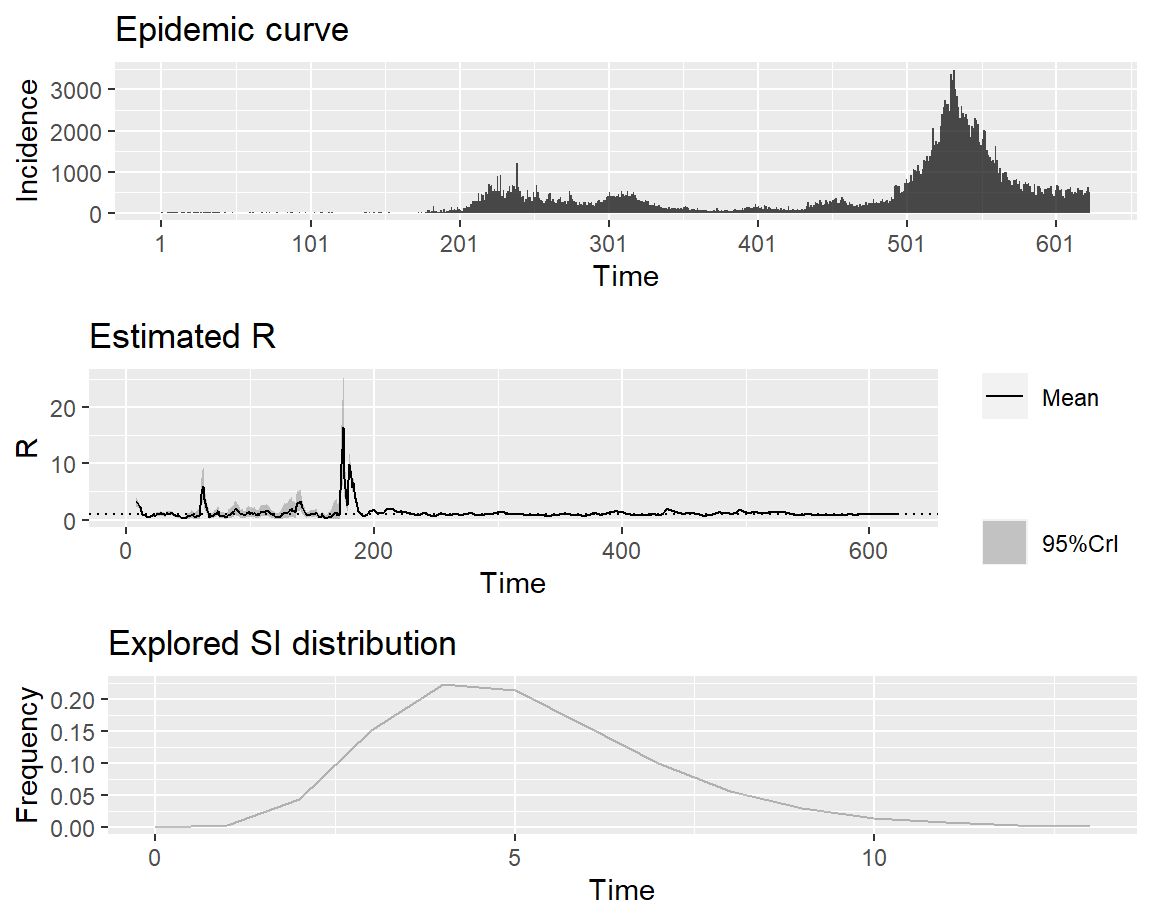 Epidemic curve
Incidence
3000
2000
1000
0
1 101 201 301 401 501 601
Time
Estimated R
R
20
10
0
0 200 400 600
Time
Mean
95%CrI
Explored SI distribution
Frequency
0.20
0.15
0.10
0.05
0.00
0 5 10
Time